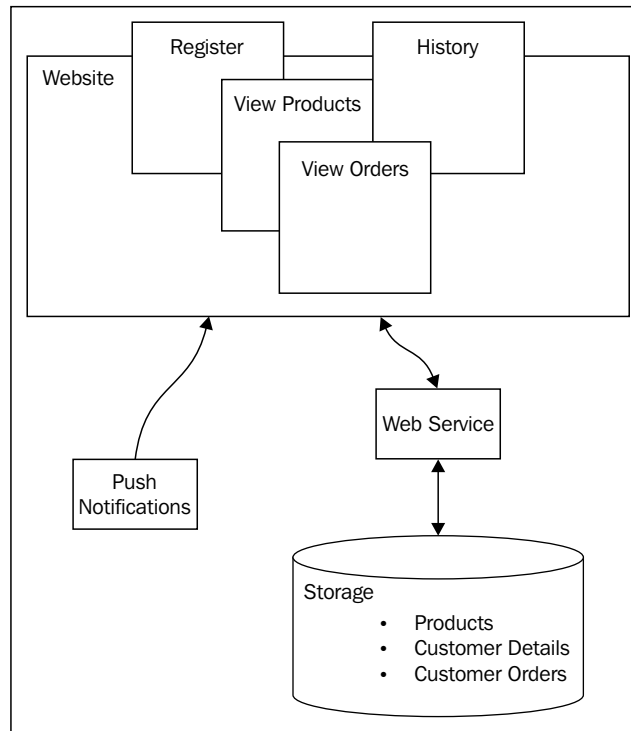 Register
History
Website
View Products
View Orders
Web Service
Push
Notifications
Storage
• Products
• Customer Details
• Customer Orders